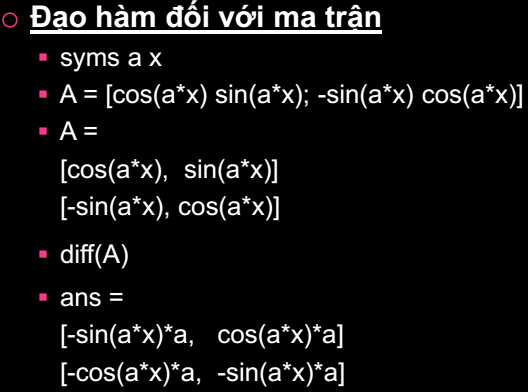 Đạo hàm đối với ma trận
syms a x
A = [cos(a*x) sin(a*x); -sin(a*x) cos(a*x)]
A =
[cos(a*x), sin(a*x)]
[-sin(a*x), cos(a*x)]
diff(A)
ans =
[-sin(a*x)*a, cos(a*x)*a]
[-cos(a*x)*a, -sin(a*x)*a]